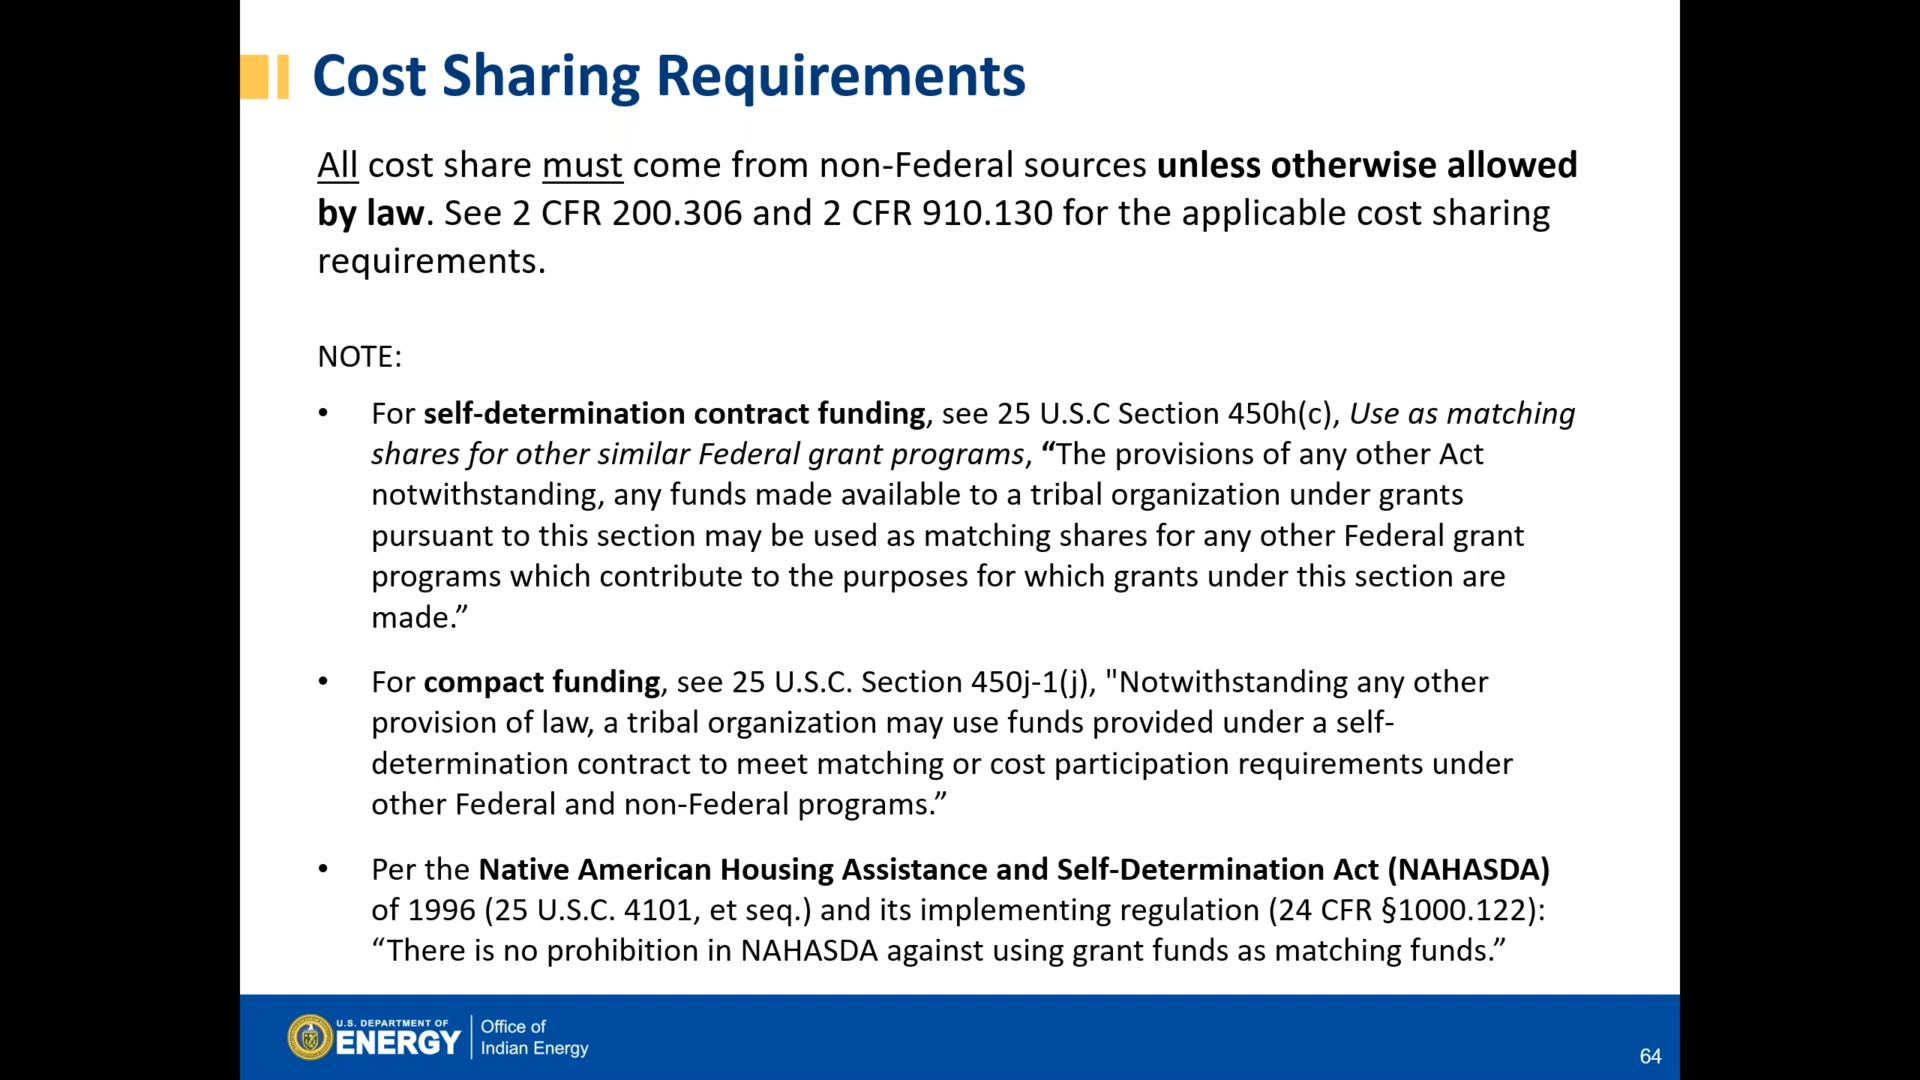 Cost Sharing Requirements
All cost share must come from non-Federal sources unless otherwise allowed
by law. See 2 CFR 200.306 and 2 CFR 910.130 for the applicable cost sharing
requirements.
NOTE:
• For self-determination contract funding, see 25 U.S.C Section 450h(c), Use as matching
shares for other similar Federal grant programs, “The provisions of any other Act
notwithstanding, any funds made available to a tribal organization under grants
pursuant to this section may be used as matching shares for any other Federal grant
programs which contribute to the purposes for which grants under this section are
made.”
• For compact funding, see 25 U.S.C. Section 450j-1(j), "Notwithstanding any other
provision of law, a tribal organization may use funds provided under a self-
determination contract to meet matching or cost participation requirements under
other Federal and non-Federal programs.”
• Per the Native American Housing Assistance and Self-Determination Act (NAHASDA)
of 1996 (25 U.S.C. 4101, et seq.) and its implementing regulation (24 CFR §1000.122):
“There is no prohibition in NAHASDA against using grant funds as matching funds.”
U.S. DEPARTMENT OF
ENERGY
Office of
Indian Energy
64